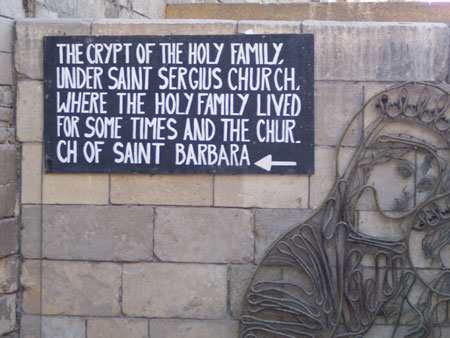 THE CRYPT OF THE HOLY FAMILY.
UNDER SAINT SERGIUS CHURCH.
WHERE THE HOLY FAMILY LIVED
FOR SOME TIMES AND THE CHUR.
CH OF SAINT BARBARA